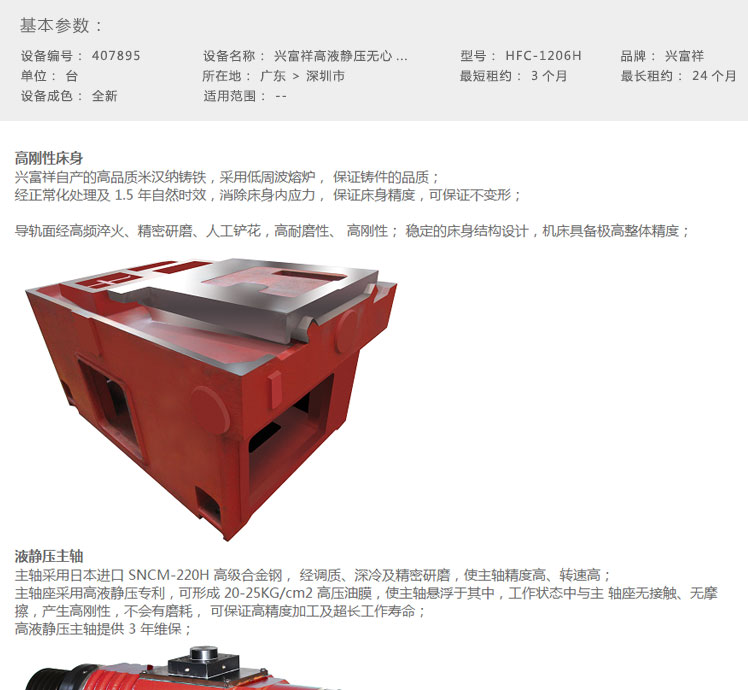 基本参数：
设备编号： 407895 设备名称： 兴富祥高液静压无心 ... 型号： HFC-1206H 品牌： 兴富祥
单位： 台 所在地： 广东 > 深圳市 最短租约： 3 个月 最长租约： 24 个月
设备成色： 全新 适用范围： --
高刚性床身
兴富祥自产的高品质米汉纳铸铁，采用低周波熔炉， 保证铸件的品质；
经正常化处理及 1.5 年自然时效，消除床身内应力， 保证床身精度，可保证不变形；
导轨面经高频淬火、精密研磨、人工铲花，高耐磨性、 高刚性； 稳定的床身结构设计，机床具备极高整体精度；
液静压主轴
主轴采用日本进口 SNCM-220H 高级合金钢， 经调质、深冷及精密研磨，使主轴精度高、转速高；
主轴座采用高液静压专利，可形成 20-25KG/cm2 高压油膜，使主轴悬浮于其中，工作状态中与主 轴座无接触、无摩
擦，产生高刚性，不会有磨耗， 可保证高精度加工及超长工作寿命；
高液静压主轴提供 3 年维保；